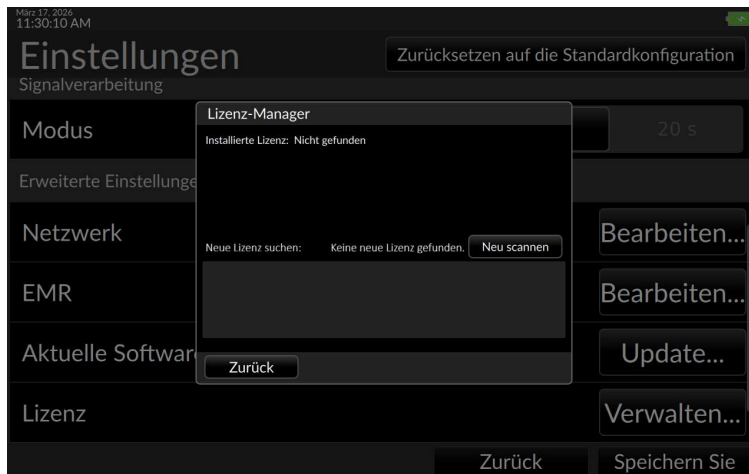 März 17, 2026
11:30:10 AM
Einstellungen
Zurücksetzen auf die Standardkonfiguration
Signalverarbeitung
Lizenz-Manager
Modus
20 s
Installierte Lizenz: Nicht gefunden
Erweiterte Einstellunge
Netzwerk
Bearbeiten...
Neue Lizenz suchen: Keine neue Lizenz gefunden. Neu scannen
EMR
Bearbeiten...
Aktuelle Softwar
Update...
Zurück
Lizenz
Verwalten...
Zurück
Speichern Sie